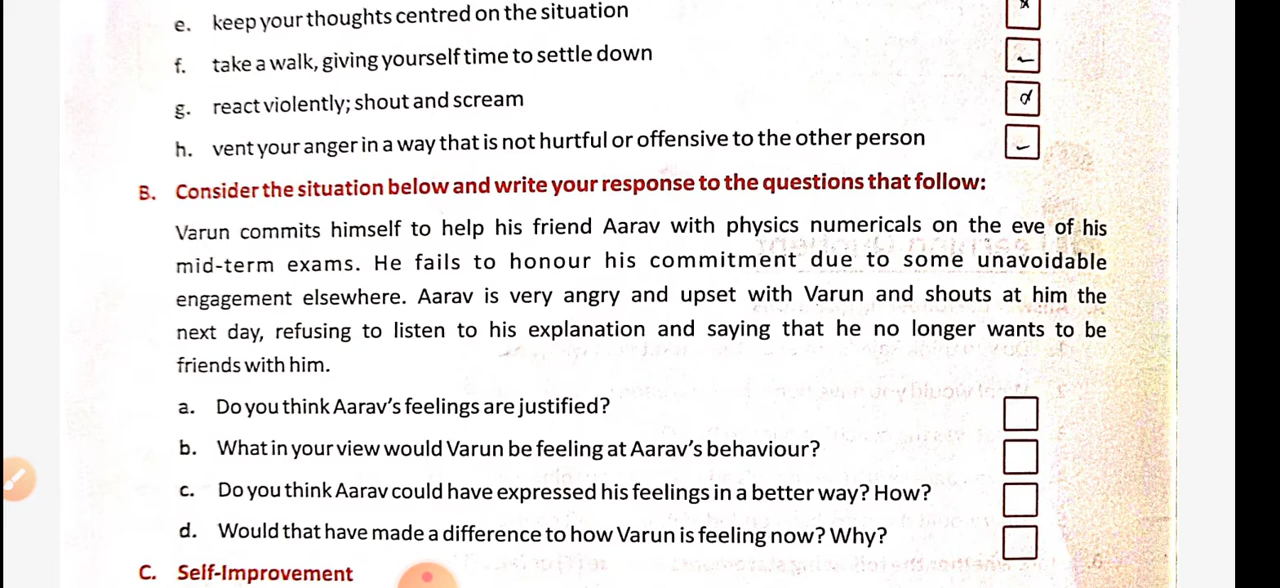 e. keep your thoughts centred on the situation
f. take a walk, giving yourself time to settle down
g. react violently; shout and scream
h. vent your anger in a way that is not hurtful or offensive to the other person
B. Consider the situation below and write your response to the questions that follow:
Varun commits himself to help his friend Aarav with physics numericals on the eve of his
mid-term exams. He fails to honour his commitment due to some unavoidable
engagement elsewhere. Aarav is very angry and upset with Varun and shouts at him the
next day, refusing to listen to his explanation and saying that he no longer wants to be
friends with him.
a. Do you think Aarav's feelings are justified?
b. What in your view would Varun be feeling at Aarav's behaviour?
c. Do you think Aarav could have expressed his feelings in a better way? How?
d. Would that have made a difference to how Varun is feeling now? Why?
C. Self-Improvement